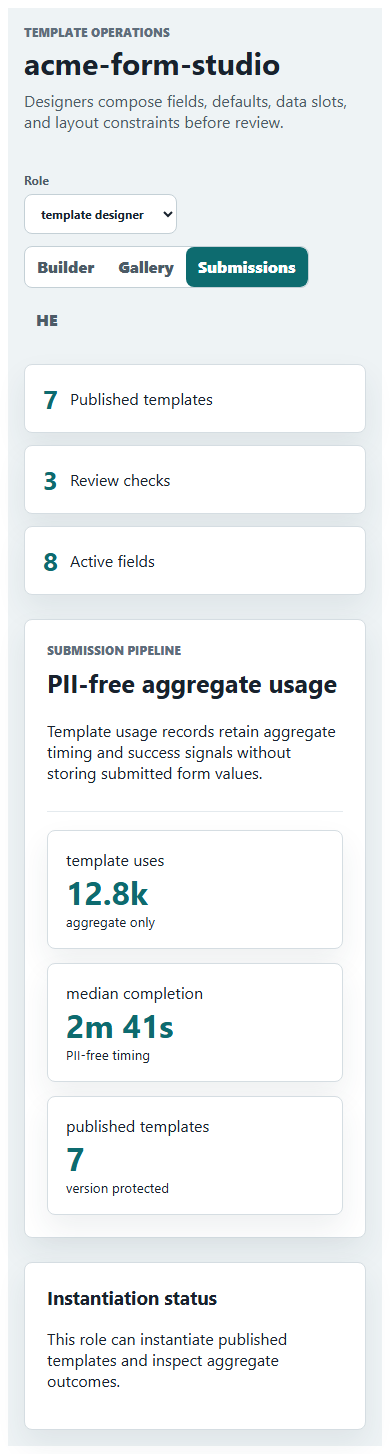 TEMPLATE OPERATIONS
acme-form-studio
Designers compose fields, defaults, data slots,
and layout constraints before review.
Role
template designer
Builder Gallery Submissions
HE
7 Published templates
3 Review checks
8 Active fields
SUBMISSION PIPELINE
PII-free aggregate usage
Template usage records retain aggregate
timing and success signals without
storing submitted form values.
template uses
12.8k
aggregate only
median completion
2m 41s
PII-free timing
published templates
7
version protected
Instantiation status
This role can instantiate published
templates and inspect aggregate
outcomes.